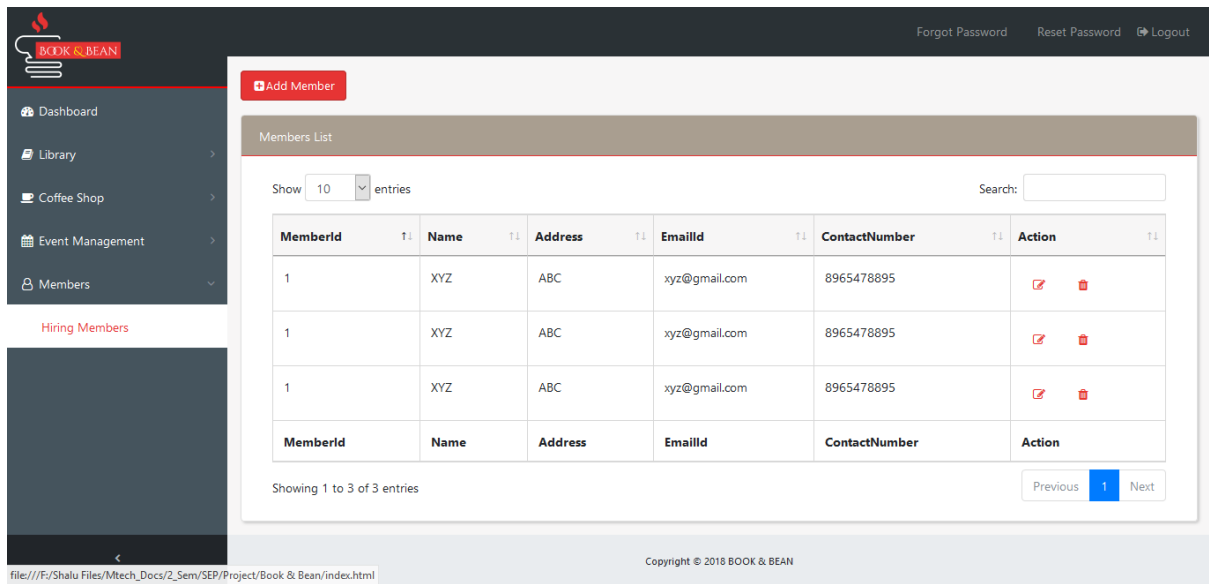 BOOK & BEAN
Forgot Password Reset Password Logout
Add Member
Dashboard
Library
Coffee Shop
Event Management
Members
Hiring Members
Members List
Show 10 entries Search:
MemberId Name Address EmailId ContactNumber Action
1 XYZ ABC xyz@gmail.com 8965478895
1 XYZ ABC xyz@gmail.com 8965478895
1 XYZ ABC xyz@gmail.com 8965478895
MemberId Name Address EmailId ContactNumber Action
Showing 1 to 3 of 3 entries Previous 1 Next
Copyright © 2018 BOOK & BEAN
file:///F:/Shalu Files/Mtech_Docs/2_Sem/SEP/Project/Book & Bean/index.html